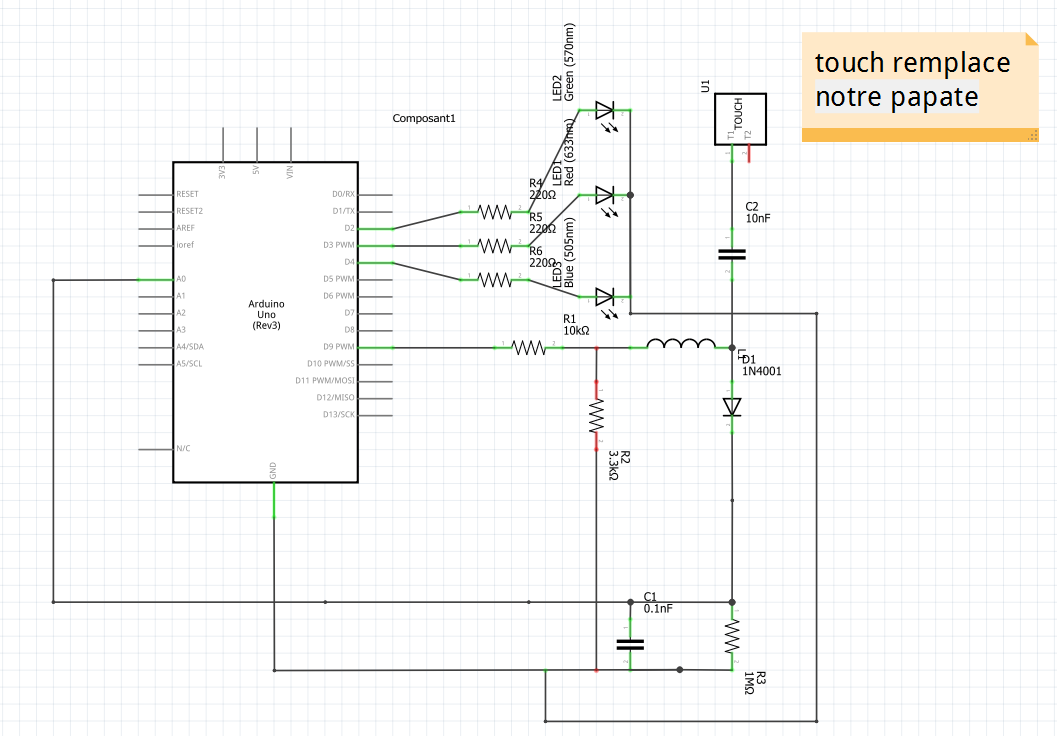 touch remplace
notre papate
U1
TOUCH
T1
T2
1
2
LED2
Green (570nm)
LED1
Red (633nm)
LED3
Blue (505nm)
Composant1
3V3
5V
VIN
RESET
RESET2
AREF
ioref
A0
A1
A2
A3
A4/SDA
A5/SCL
N/C
D0/RX
D1/TX
D2
D3 PWM
D4
D5 PWM
D6 PWM
D7
D8
D9 PWM
D10 PWM/SS
D11 PWM/MOSI
D12/MISO
D13/SCK
Arduino
Uno
(Rev3)
GND
R4
220Ω
R5
220Ω
R6
220Ω
R1
10kΩ
C2
10nF
L1
D1
1N4001
R2
3.3kΩ
C1
0.1nF
R3
1MΩ